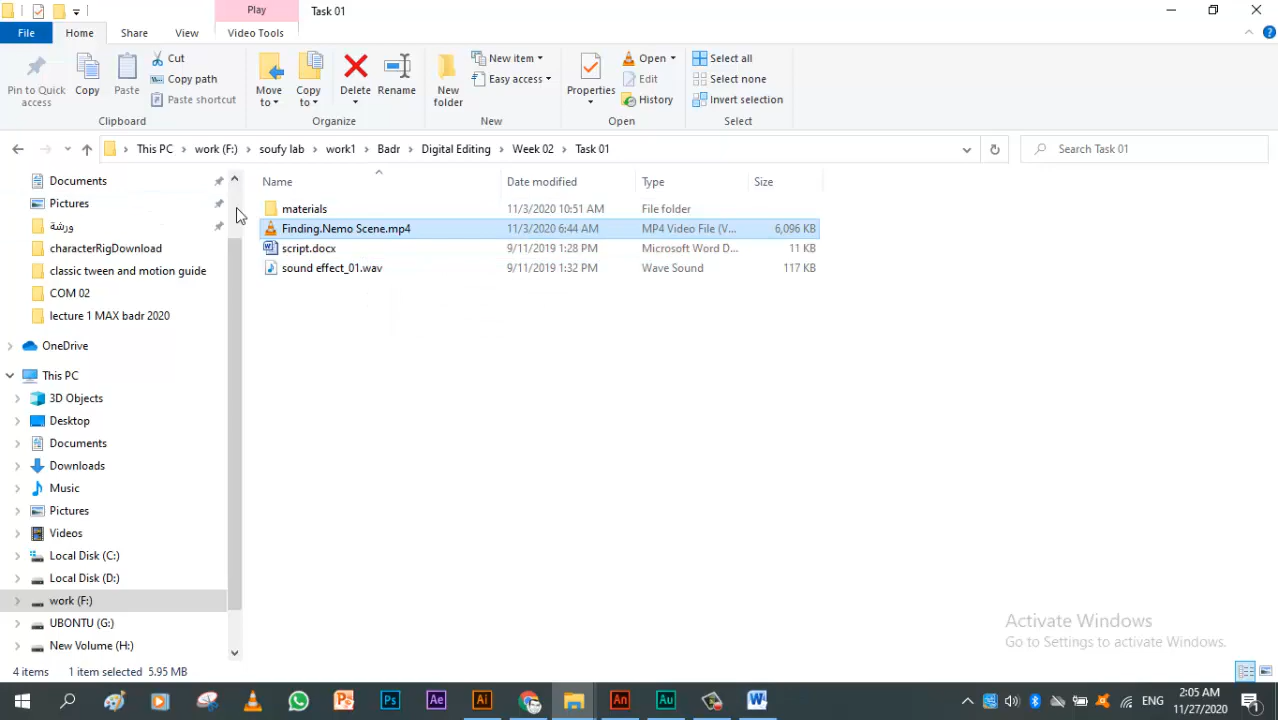 Play
Task 01
File
Home
Share
View
Video Tools
Pin to Quick access
Copy
Paste
Cut
Copy path
Paste shortcut
Clipboard
Move to
Copy to
Delete
Rename
Organize
New folder
New item
Easy access
New
Properties
Open
Edit
History
Open
Select all
Select none
Invert selection
Select
This PC > work (F:) > soufy lab > work1 > Badr > Digital Editing > Week 02 > Task 01
Search Task 01
Documents
Pictures
ورشة
characterRigDownload
classic tween and motion guide
COM 02
lecture 1 MAX badr 2020
OneDrive
This PC
3D Objects
Desktop
Documents
Downloads
Music
Pictures
Videos
Local Disk (C:)
Local Disk (D:)
work (F:)
UBONTU (G:)
New Volume (H:)
Name Date modified Type Size
materials 11/3/2020 10:51 AM File folder
Finding.Nemo Scene.mp4 11/3/2020 6:44 AM MP4 Video File (V... 6,096 KB
script.docx 9/11/2019 1:28 PM Microsoft Word D... 11 KB
sound effect_01.wav 9/11/2019 1:32 PM Wave Sound 117 KB
Activate Windows
Go to Settings to activate Windows.
4 items 1 item selected 5.95 MB
Ps
Ae
Ai
An
Au
ENG
2:05 AM
11/27/2020
1